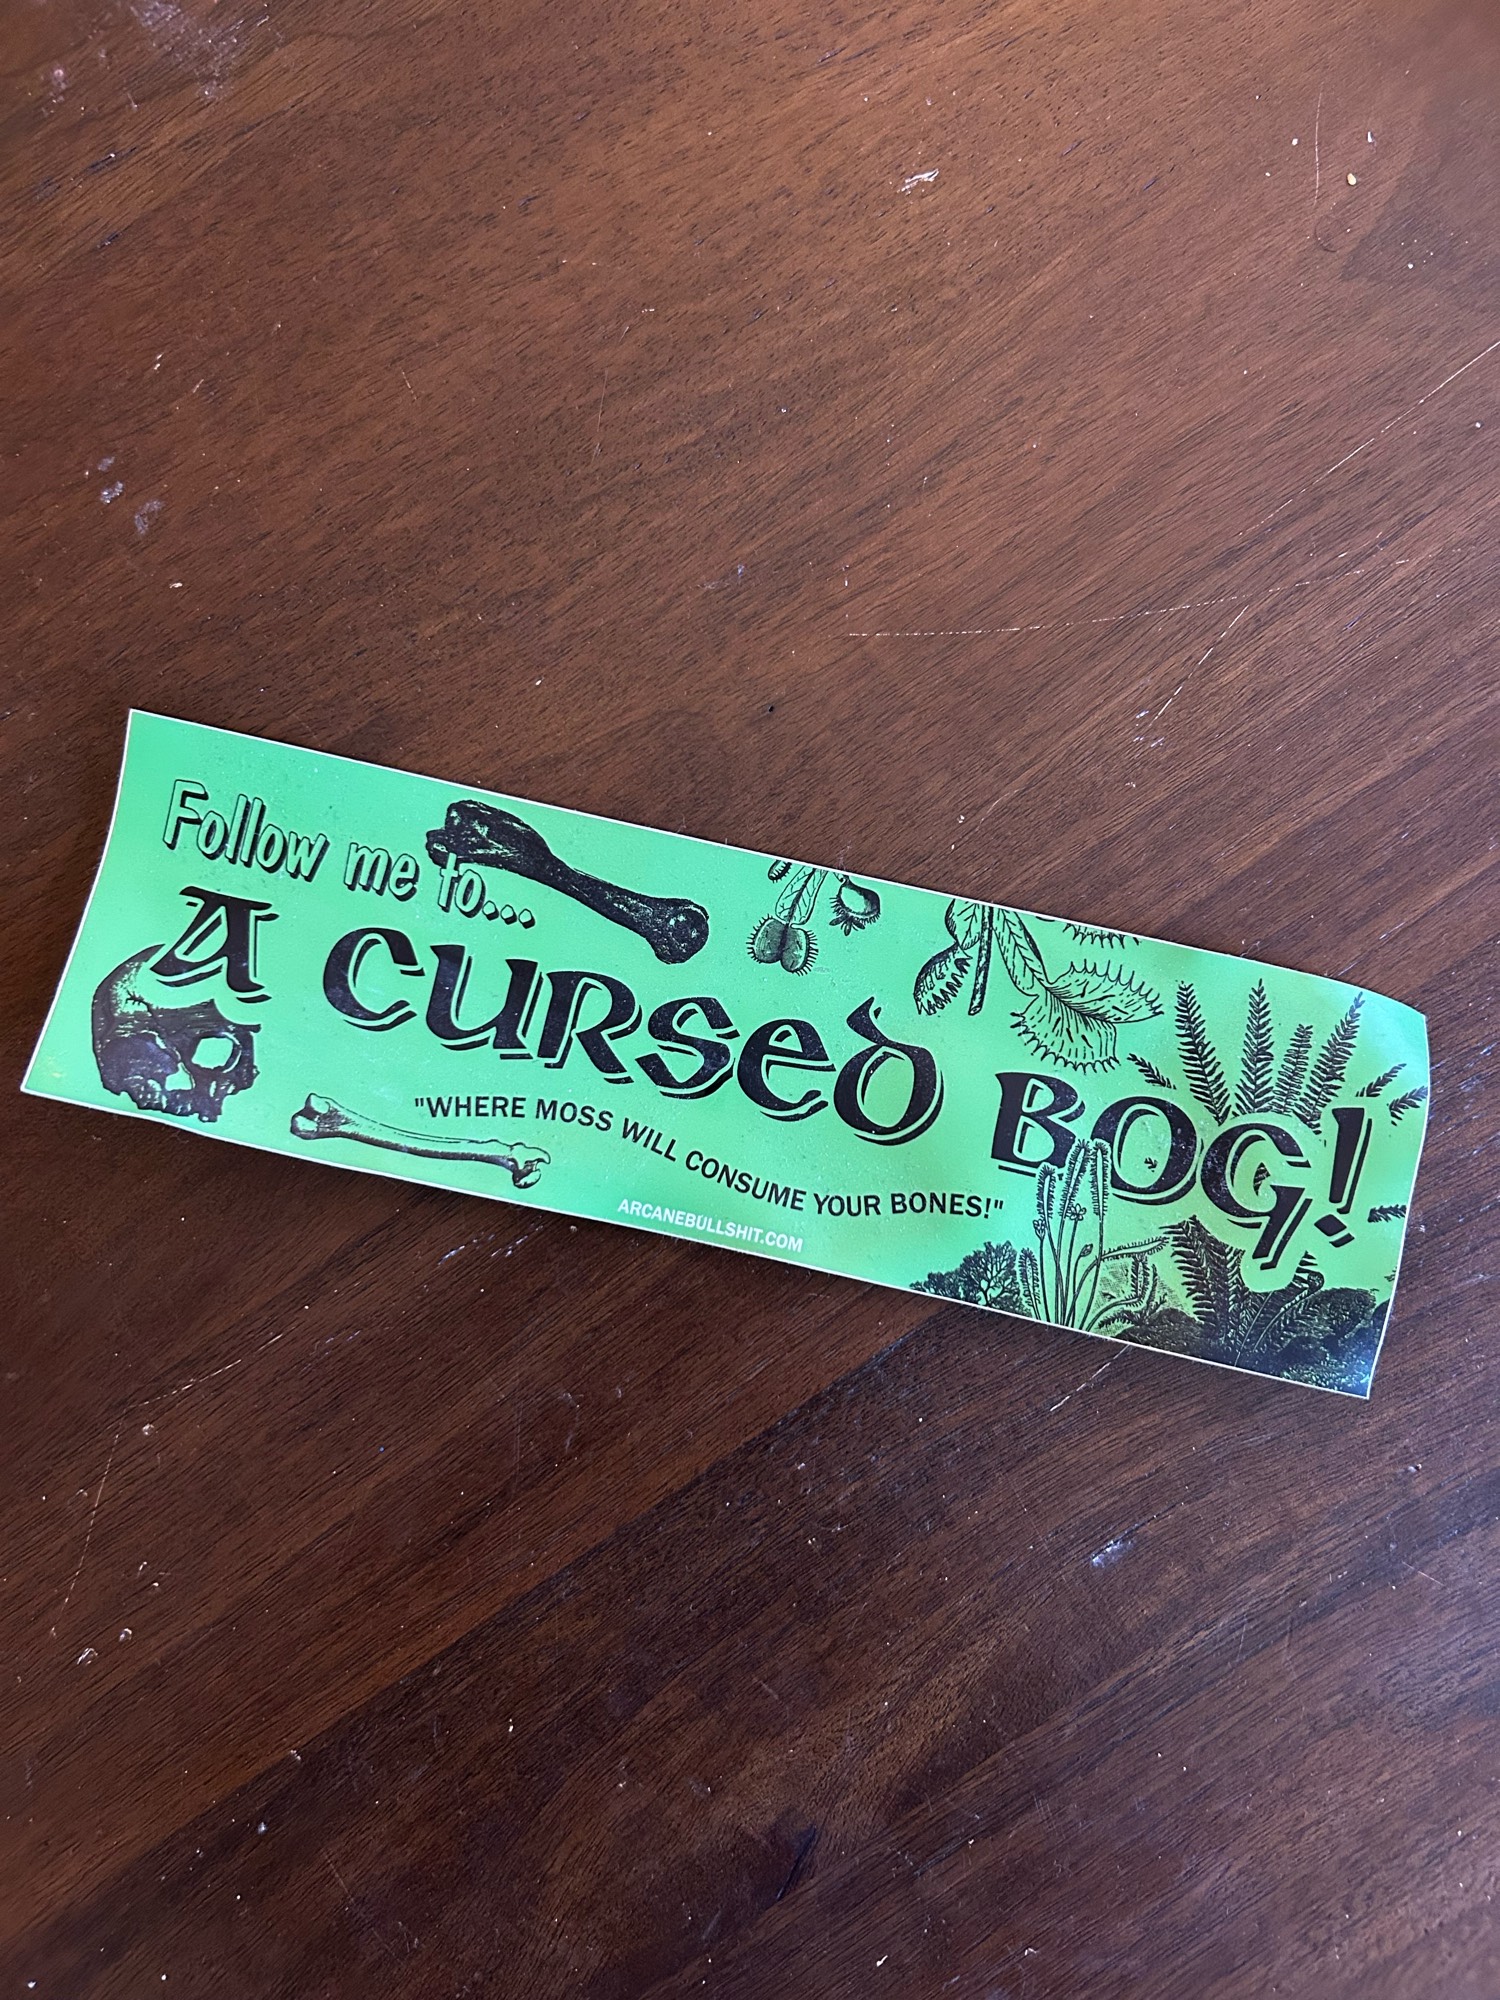 Follow me to...
A CURSED BOG!
"WHERE MOSS WILL CONSUME YOUR BONES!"
ARCANEBULLSHIT.COM